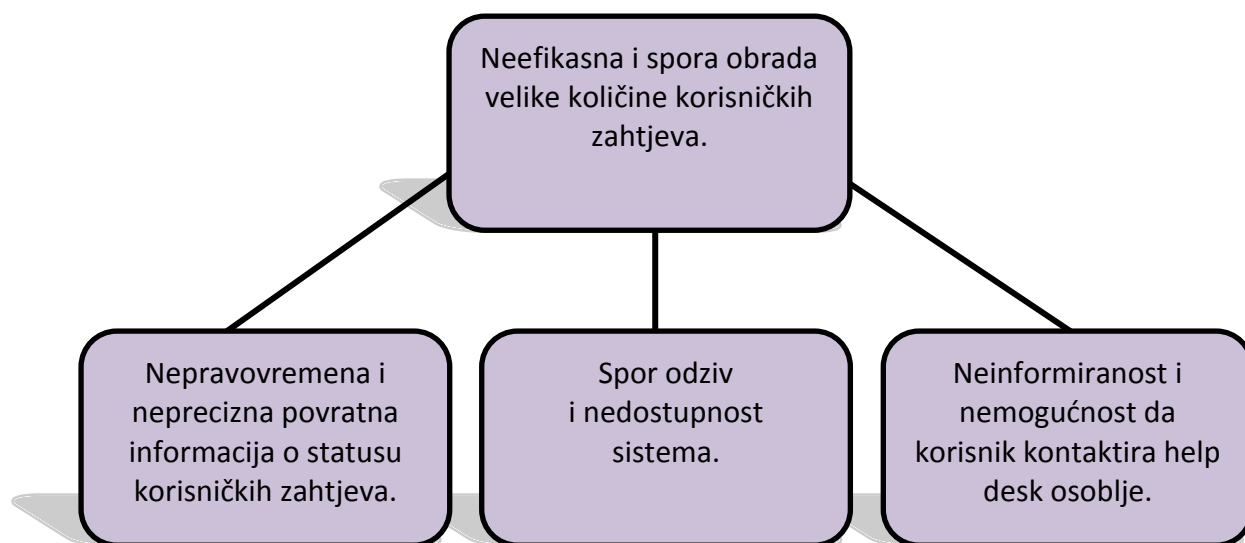 Neefikasna i spora obrada
velike količine korisničkih
zahtjeva.
Nepravovremena i
neprecizna povratna
informacija o statusu
korisničkih zahtjeva.
Spor odziv
i nedostupnost
sistema.
Neinformiranost i
nemogućnost da
korisnik kontaktira help
desk osoblje.